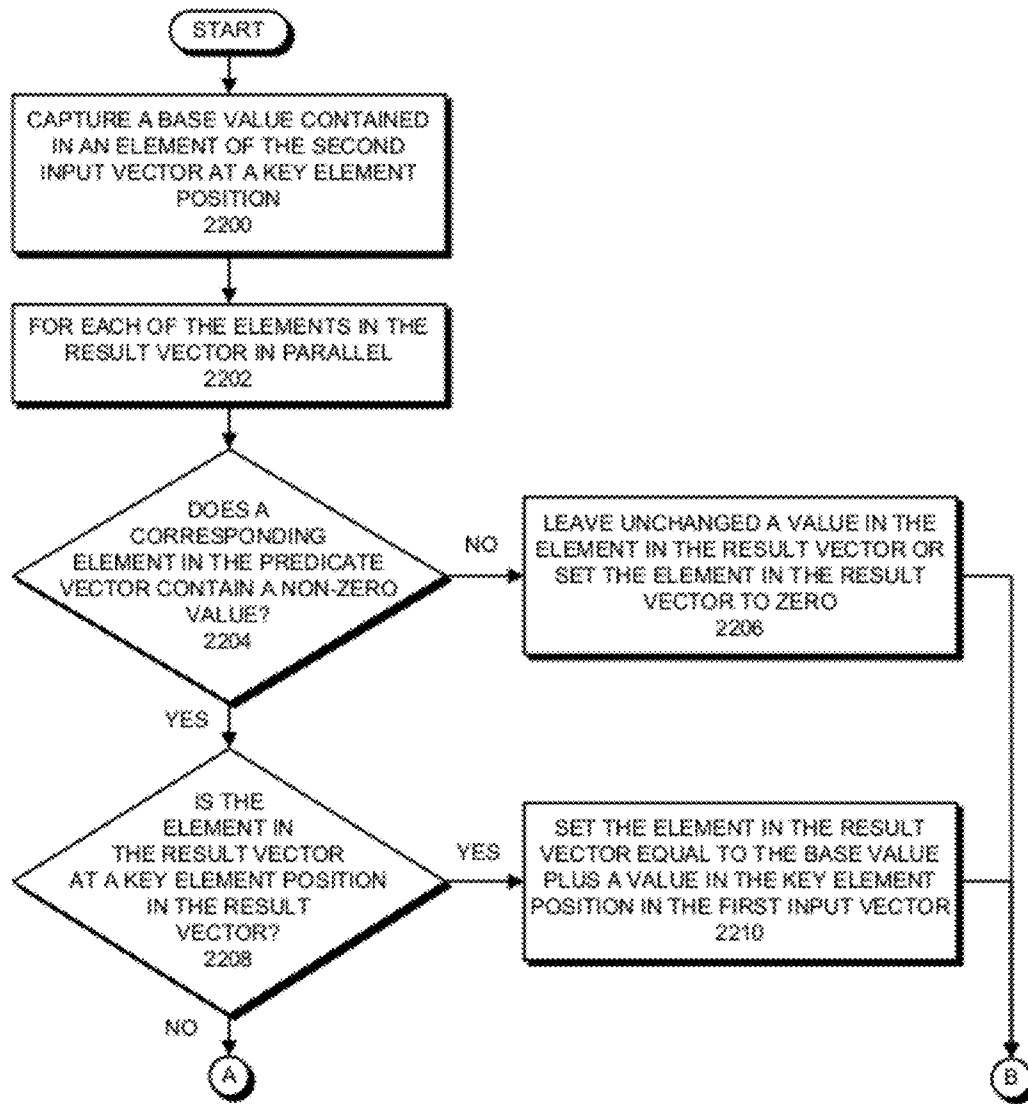 START
CAPTURE A BASE VALUE CONTAINED
IN AN ELEMENT OF THE SECOND
INPUT VECTOR AT A KEY ELEMENT
POSITION
2200
FOR EACH OF THE ELEMENTS IN THE
RESULT VECTOR IN PARALLEL
2202
DOES A
CORRESPONDING
ELEMENT IN THE PREDICATE
VECTOR CONTAIN A NON-ZERO
VALUE?
2204
NO
LEAVE UNCHANGED A VALUE IN THE
ELEMENT IN THE RESULT VECTOR OR
SET THE ELEMENT IN THE RESULT
VECTOR TO ZERO
2206
YES
IS THE
ELEMENT IN
THE RESULT VECTOR
AT A KEY ELEMENT POSITION
IN THE RESULT
VECTOR?
2208
YES
SET THE ELEMENT IN THE RESULT
VECTOR EQUAL TO THE BASE VALUE
PLUS A VALUE IN THE KEY ELEMENT
POSITION IN THE FIRST INPUT VECTOR
2210
NO
A
B